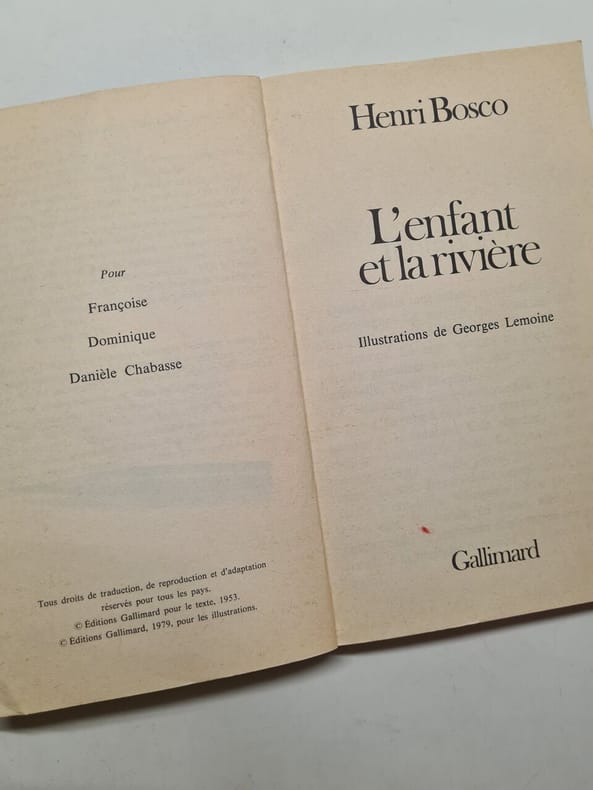 Pour
Françoise
Dominique
Danièle Chabasse
Tous droits de traduction, de reproduction et d'adaptation
réservés pour tous les pays.
© Éditions Gallimard pour le texte, 1953.
© Éditions Gallimard, 1979, pour les illustrations.
Henri Bosco
L'enfant
et la rivière
Illustrations de Georges Lemoine
Gallimard